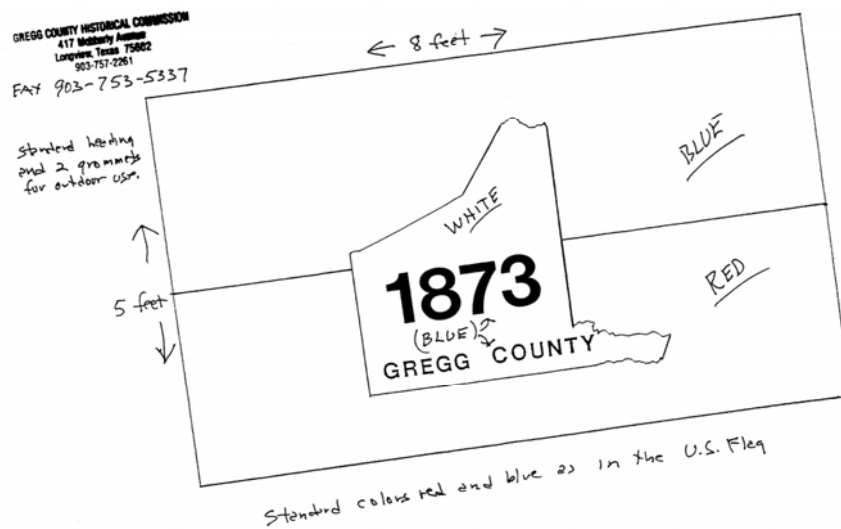 GREGG COUNTY HISTORICAL COMMISSION
417 Mobberly Avenue
Longview, Texas 75602
903-757-2261
FAX 903-753-5337
← 8 feet →
Standard heading
and 2 grommets
for outdoor use.
BLUE
WHITE
5 feet
RED
1873
(BLUE)
GREGG COUNTY
Standard colors red and blue as in the U.S. Flag